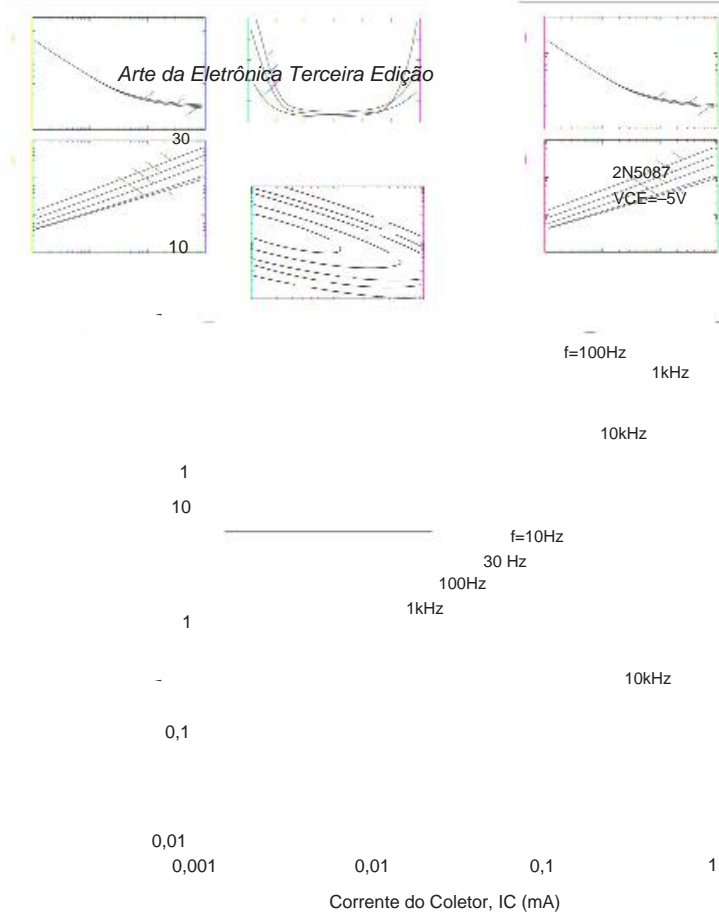 Arte da Eletrônica Terceira Edição
30
2N5087
VCE=–5V
10
f=100Hz
1kHz
10kHz
1
10
f=10Hz
30 Hz
100Hz
1kHz
1
10kHz
0,1
0,01
0,001 0,01 0,1 1
Corrente do Coletor, IC (mA)